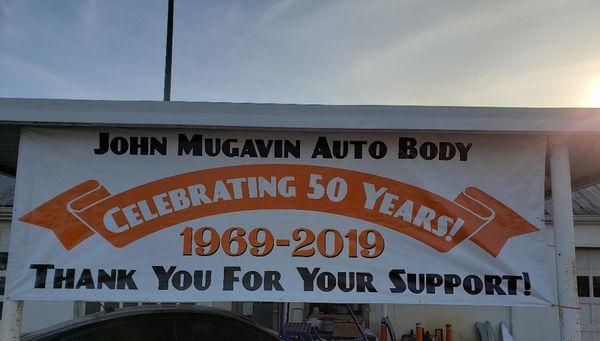 John Mugavin Auto Body
Celebrating 50 Years!
1969-2019
Thank You For Your Support!